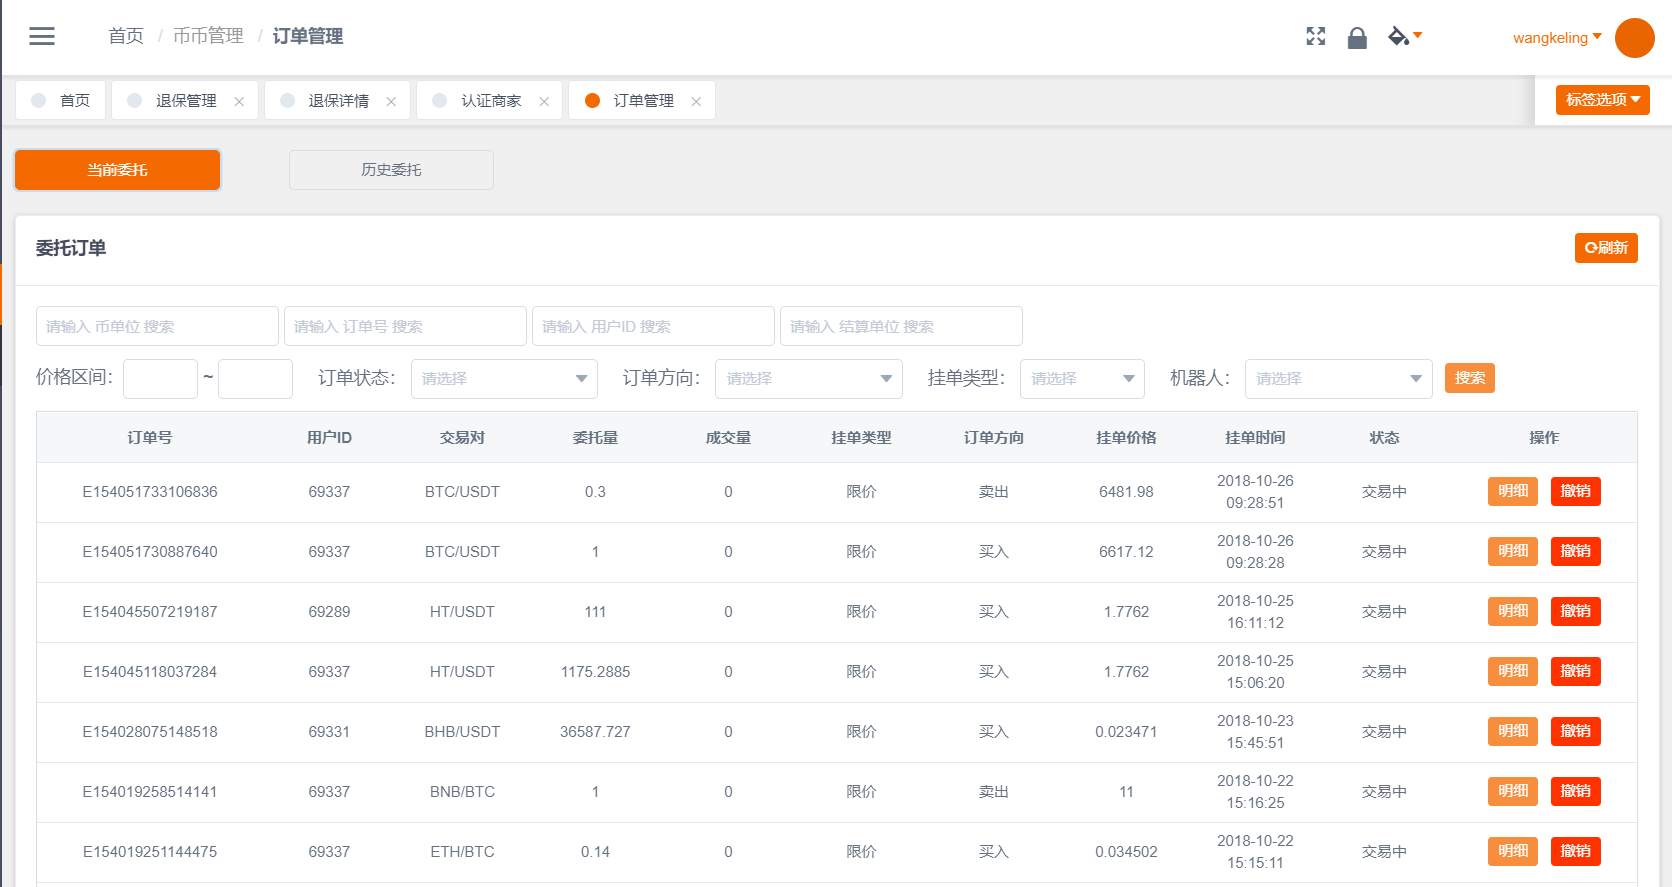 首页 / 币币管理 / 订单管理
wangkeling
首页 退保管理 退保详情 认证商家 订单管理 标签选项
当前委托 历史委托
委托订单 刷新
请输入 币单位 搜索 请输入 订单号 搜索 请输入 用户ID 搜索 请输入 结算单位 搜索
价格区间： ~ 订单状态： 请选择 订单方向： 请选择 挂单类型： 请选择 机器人： 请选择 搜索
订单号 用户ID 交易对 委托量 成交量 挂单类型 订单方向 挂单价格 挂单时间 状态 操作
E154051733106836 69337 BTC/USDT 0.3 0 限价 卖出 6481.98 2018-10-26 09:28:51 交易中 明细 撤销
E154051730887640 69337 BTC/USDT 1 0 限价 买入 6617.12 2018-10-26 09:28:28 交易中 明细 撤销
E154045507219187 69289 HT/USDT 111 0 限价 买入 1.7762 2018-10-25 16:11:12 交易中 明细 撤销
E154045118037284 69337 HT/USDT 1175.2885 0 限价 买入 1.7762 2018-10-25 15:06:20 交易中 明细 撤销
E154028075148518 69331 BHB/USDT 36587.727 0 限价 买入 0.023471 2018-10-23 15:45:51 交易中 明细 撤销
E154019258514141 69337 BNB/BTC 1 0 限价 卖出 11 2018-10-22 15:16:25 交易中 明细 撤销
E154019251144475 69337 ETH/BTC 0.14 0 限价 买入 0.034502 2018-10-22 15:15:11 交易中 明细 撤销